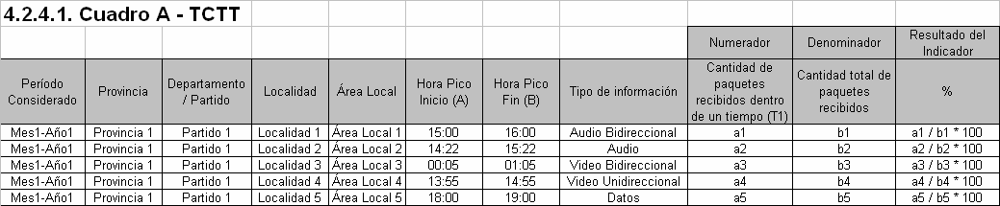 4.2.4.1. Cuadro A - TCTT
Numerador Denominador Resultado del Indicador
Período Considerado Provincia Departamento / Partido Localidad Área Local Hora Pico Inicio (A) Hora Pico Fin (B) Tipo de información Cantidad de paquetes recibidos dentro de un tiempo (T1) Cantidad total de paquetes recibidos %
Mes1-Año1 Provincia 1 Partido 1 Localidad 1 Área Local 1 15:00 16:00 Audio Bidireccional a1 b1 a1 / b1 * 100
Mes1-Año1 Provincia 1 Partido 1 Localidad 2 Área Local 2 14:22 15:22 Audio a2 b2 a2 / b2 * 100
Mes1-Año1 Provincia 1 Partido 1 Localidad 3 Área Local 3 00:05 01:05 Video Bidireccional a3 b3 a3 / b3 * 100
Mes1-Año1 Provincia 1 Partido 1 Localidad 4 Área Local 4 13:55 14:55 Video Unidireccional a4 b4 a4 / b4 * 100
Mes1-Año1 Provincia 1 Partido 1 Localidad 5 Área Local 5 18:00 19:00 Datos a5 b5 a5 / b5 * 100